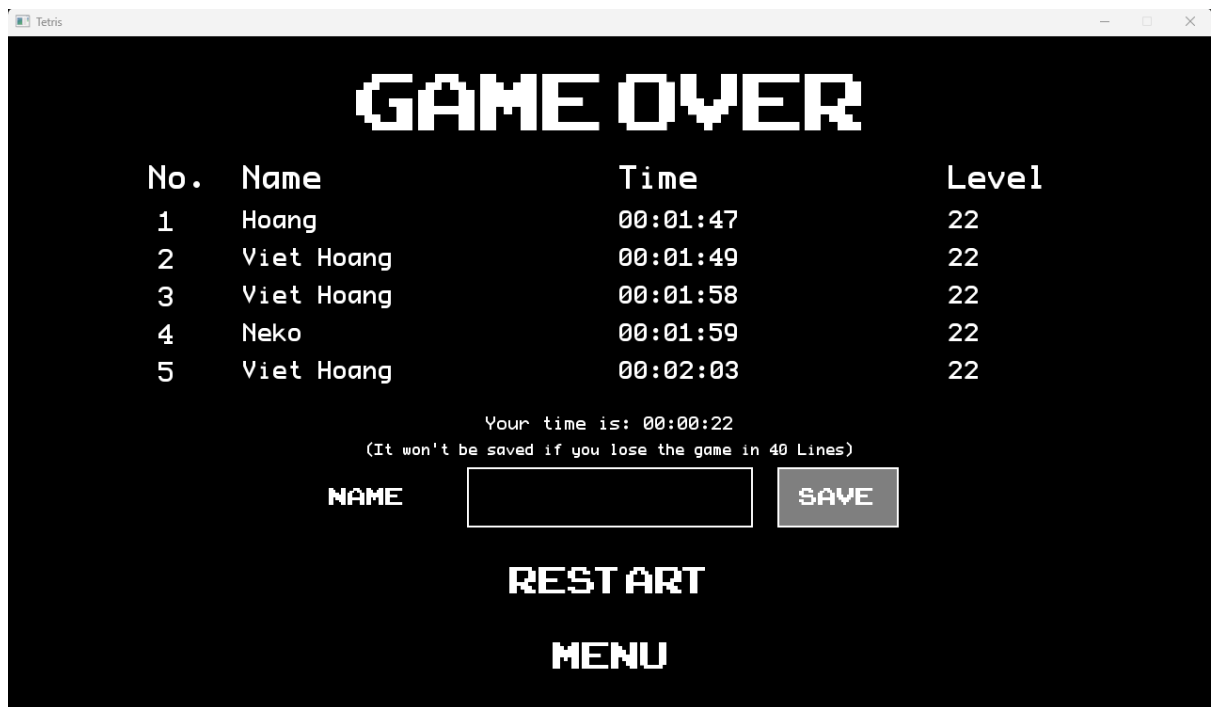 Tetris
GAME OVER
No. Name Time Level
1 Hoang 00:01:47 22
2 Viet Hoang 00:01:49 22
3 Viet Hoang 00:01:58 22
4 Neko 00:01:59 22
5 Viet Hoang 00:02:03 22
Your time is: 00:00:22
(It won't be saved if you lose the game in 40 Lines)
NAME SAVE
RESTART
MENU